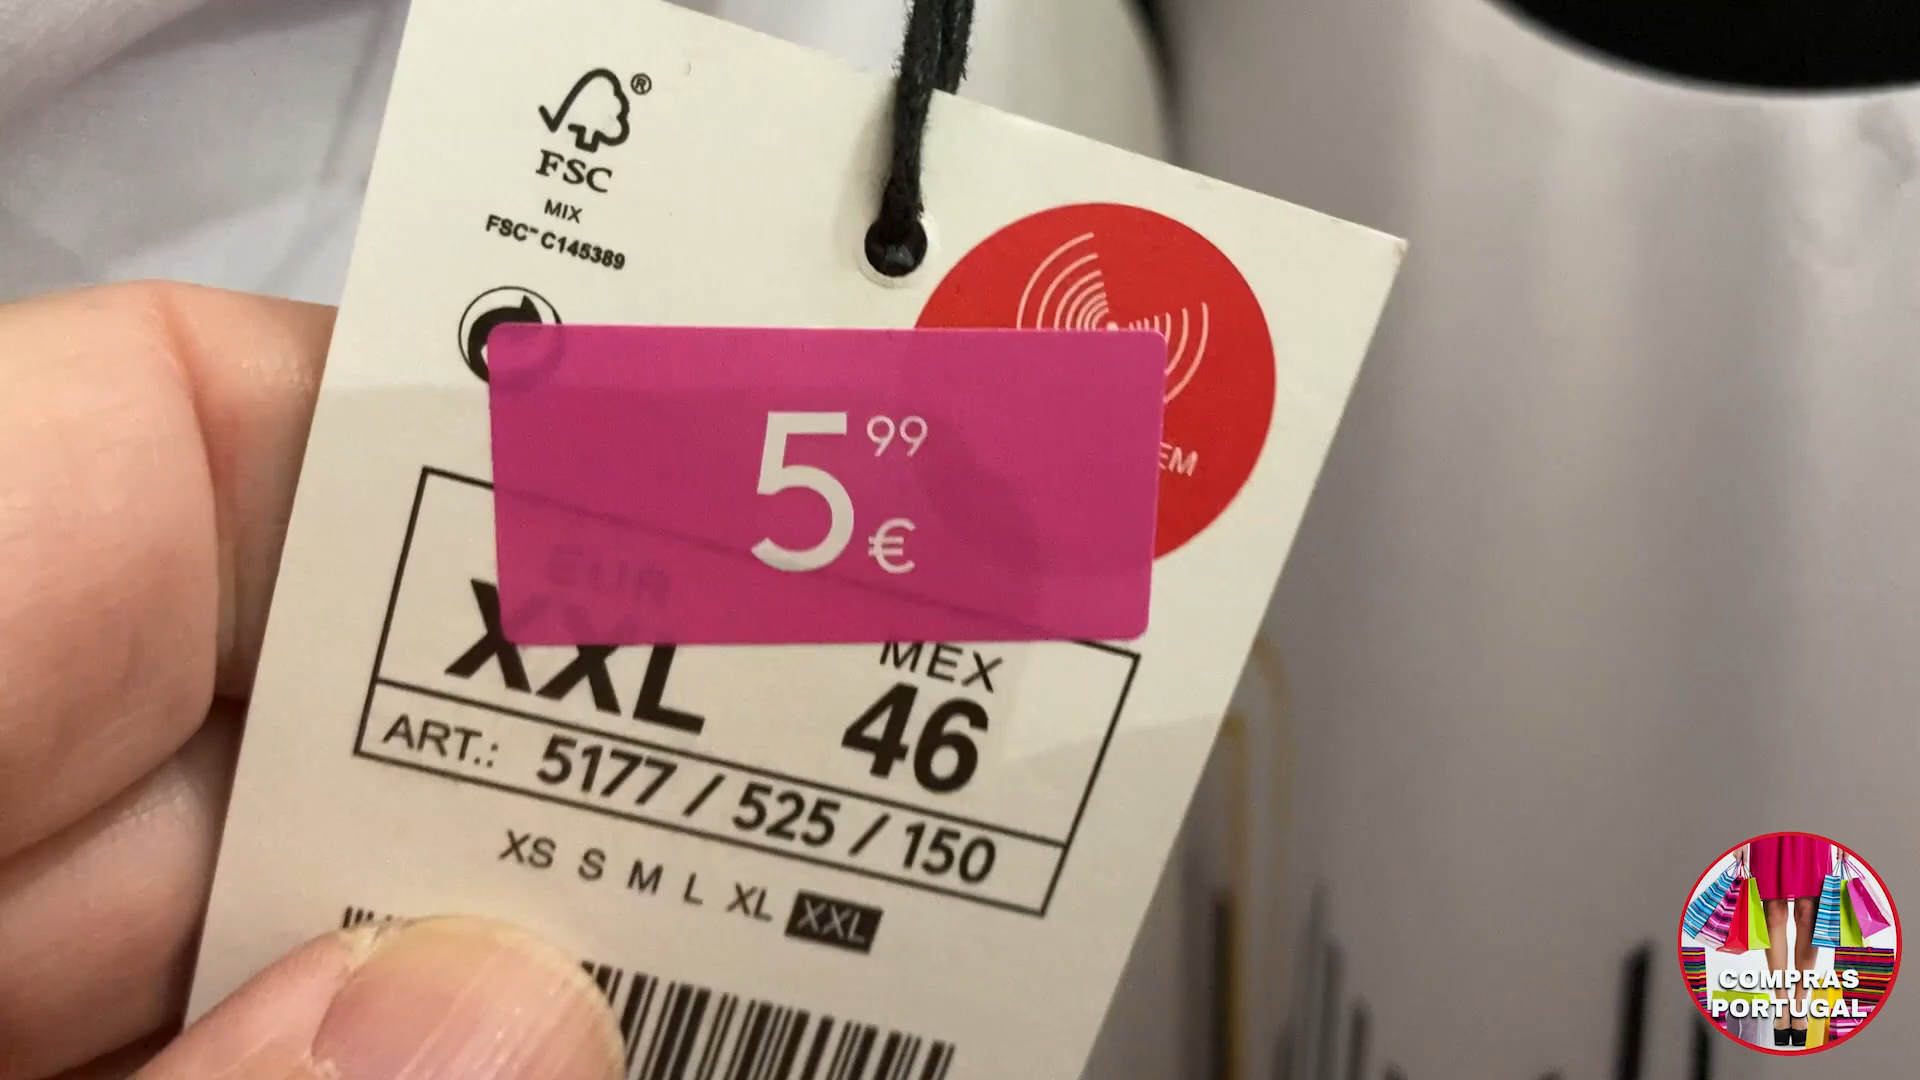 ®
FSC
MIX
FSC™ C145389
EM
5 99 €
EUR
XXL
MEX
46
ART.: 5177 / 525 / 150
XS S M L XL XXL
COMPRAS
PORTUGAL